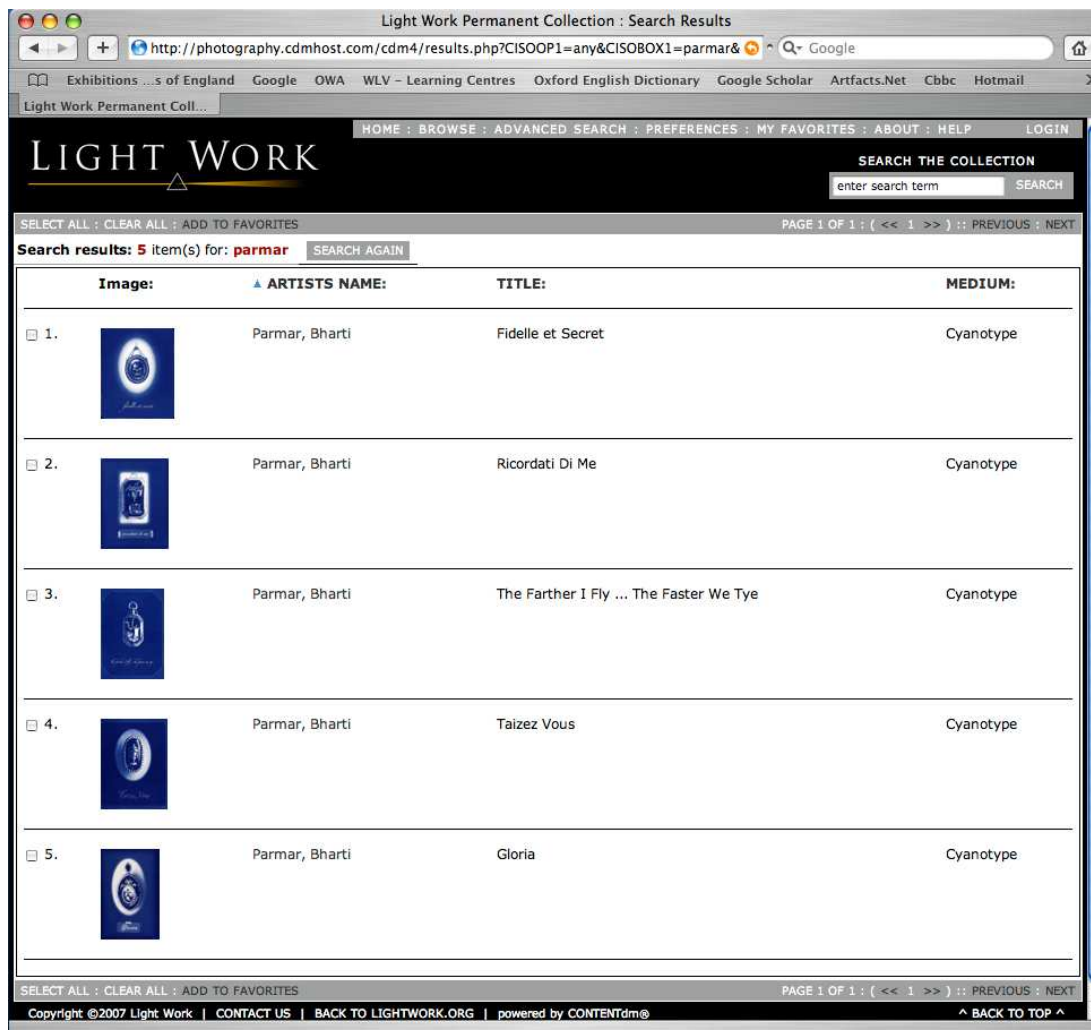 Light Work Permanent Collection : Search Results
http://photography.cdmhost.com/cdm4/results.php?CISOOP1=any&CISOBOX1=parmar& Google
Exhibitions ...s of England Google OWA WLV – Learning Centres Oxford English Dictionary Google Scholar Artfacts.Net Cbbc Hotmail
Light Work Permanent Coll...
HOME : BROWSE : ADVANCED SEARCH : PREFERENCES : MY FAVORITES : ABOUT : HELP LOGIN
LIGHT WORK
SEARCH THE COLLECTION
enter search term SEARCH
SELECT ALL : CLEAR ALL : ADD TO FAVORITES PAGE 1 OF 1 : ( << 1 >> ) :: PREVIOUS : NEXT
Search results: 5 item(s) for: parmar SEARCH AGAIN
Image: ▲ ARTISTS NAME: TITLE: MEDIUM:
1. Parmar, Bharti Fidelle et Secret Cyanotype
2. Parmar, Bharti Ricordati Di Me Cyanotype
3. Parmar, Bharti The Farther I Fly ... The Faster We Tye Cyanotype
4. Parmar, Bharti Taizez Vous Cyanotype
5. Parmar, Bharti Gloria Cyanotype
SELECT ALL : CLEAR ALL : ADD TO FAVORITES PAGE 1 OF 1 : ( << 1 >> ) :: PREVIOUS : NEXT
Copyright ©2007 Light Work | CONTACT US | BACK TO LIGHTWORK.ORG | powered by CONTENTdm® ^ BACK TO TOP ^